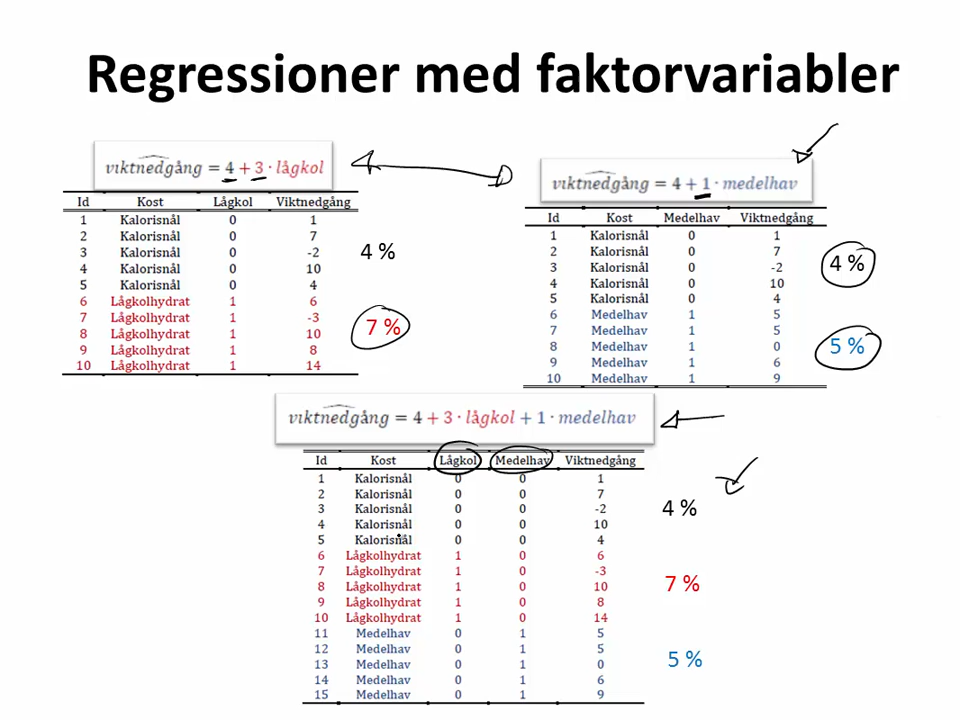 Regressioner med faktorvariabler
viktnedgång = 4 + 3 · lågkol
Id Kost Lågkol Viktnedgång
1 Kalorisnål 0 1
2 Kalorisnål 0 7
3 Kalorisnål 0 -2
4 Kalorisnål 0 10
5 Kalorisnål 0 4
6 Lågkolhydrat 1 6
7 Lågkolhydrat 1 -3
8 Lågkolhydrat 1 10
9 Lågkolhydrat 1 8
10 Lågkolhydrat 1 14
4 %
7 %
viktnedgång = 4 + 1 · medelhav
Id Kost Medelhav Viktnedgång
1 Kalorisnål 0 1
2 Kalorisnål 0 7
3 Kalorisnål 0 -2
4 Kalorisnål 0 10
5 Kalorisnål 0 4
6 Medelhav 1 5
7 Medelhav 1 5
8 Medelhav 1 0
9 Medelhav 1 6
10 Medelhav 1 9
4 %
5 %
viktnedgång = 4 + 3 · lågkol + 1 · medelhav
Id Kost Lågkol Medelhav Viktnedgång
1 Kalorisnål 0 0 1
2 Kalorisnål 0 0 7
3 Kalorisnål 0 0 -2
4 Kalorisnål 0 0 10
5 Kalorisnål 0 0 4
6 Lågkolhydrat 1 0 6
7 Lågkolhydrat 1 0 -3
8 Lågkolhydrat 1 0 10
9 Lågkolhydrat 1 0 8
10 Lågkolhydrat 1 0 14
11 Medelhav 0 1 5
12 Medelhav 0 1 5
13 Medelhav 0 1 0
14 Medelhav 0 1 6
15 Medelhav 0 1 9
4 %
7 %
5 %